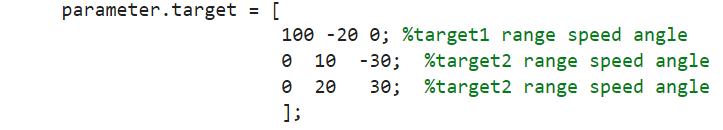 parameter.target = [
100 -20 0; %target1 range speed angle
0 10 -30; %target2 range speed angle
0 20 30; %target2 range speed angle
];